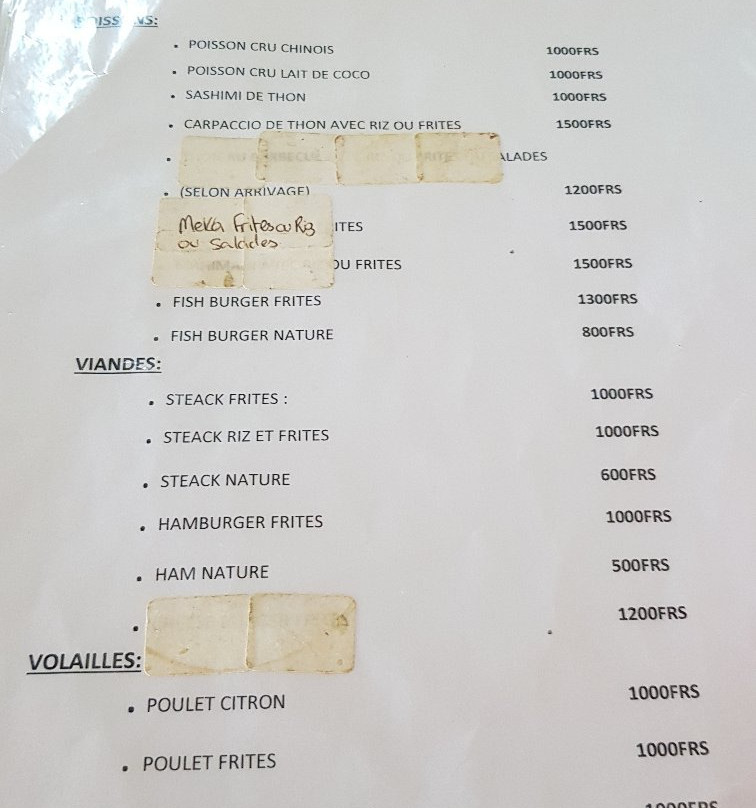 POISSONS:
• POISSON CRU CHINOIS 1000FRS
• POISSON CRU LAIT DE COCO 1000FRS
• SASHIMI DE THON 1000FRS
• CARPACCIO DE THON AVEC RIZ OU FRITES 1500FRS
• ALADES
• (SELON ARRIVAGE) 1200FRS
Meka Frites ou Riz ITES 1500FRS
ou Salades
OU FRITES 1500FRS
• FISH BURGER FRITES 1300FRS
• FISH BURGER NATURE 800FRS
VIANDES:
• STEACK FRITES : 1000FRS
• STEACK RIZ ET FRITES 1000FRS
• STEACK NATURE 600FRS
• HAMBURGER FRITES 1000FRS
• HAM NATURE 500FRS
• 1200FRS
VOLAILLES:
• POULET CITRON 1000FRS
• POULET FRITES 1000FRS
1000FRS